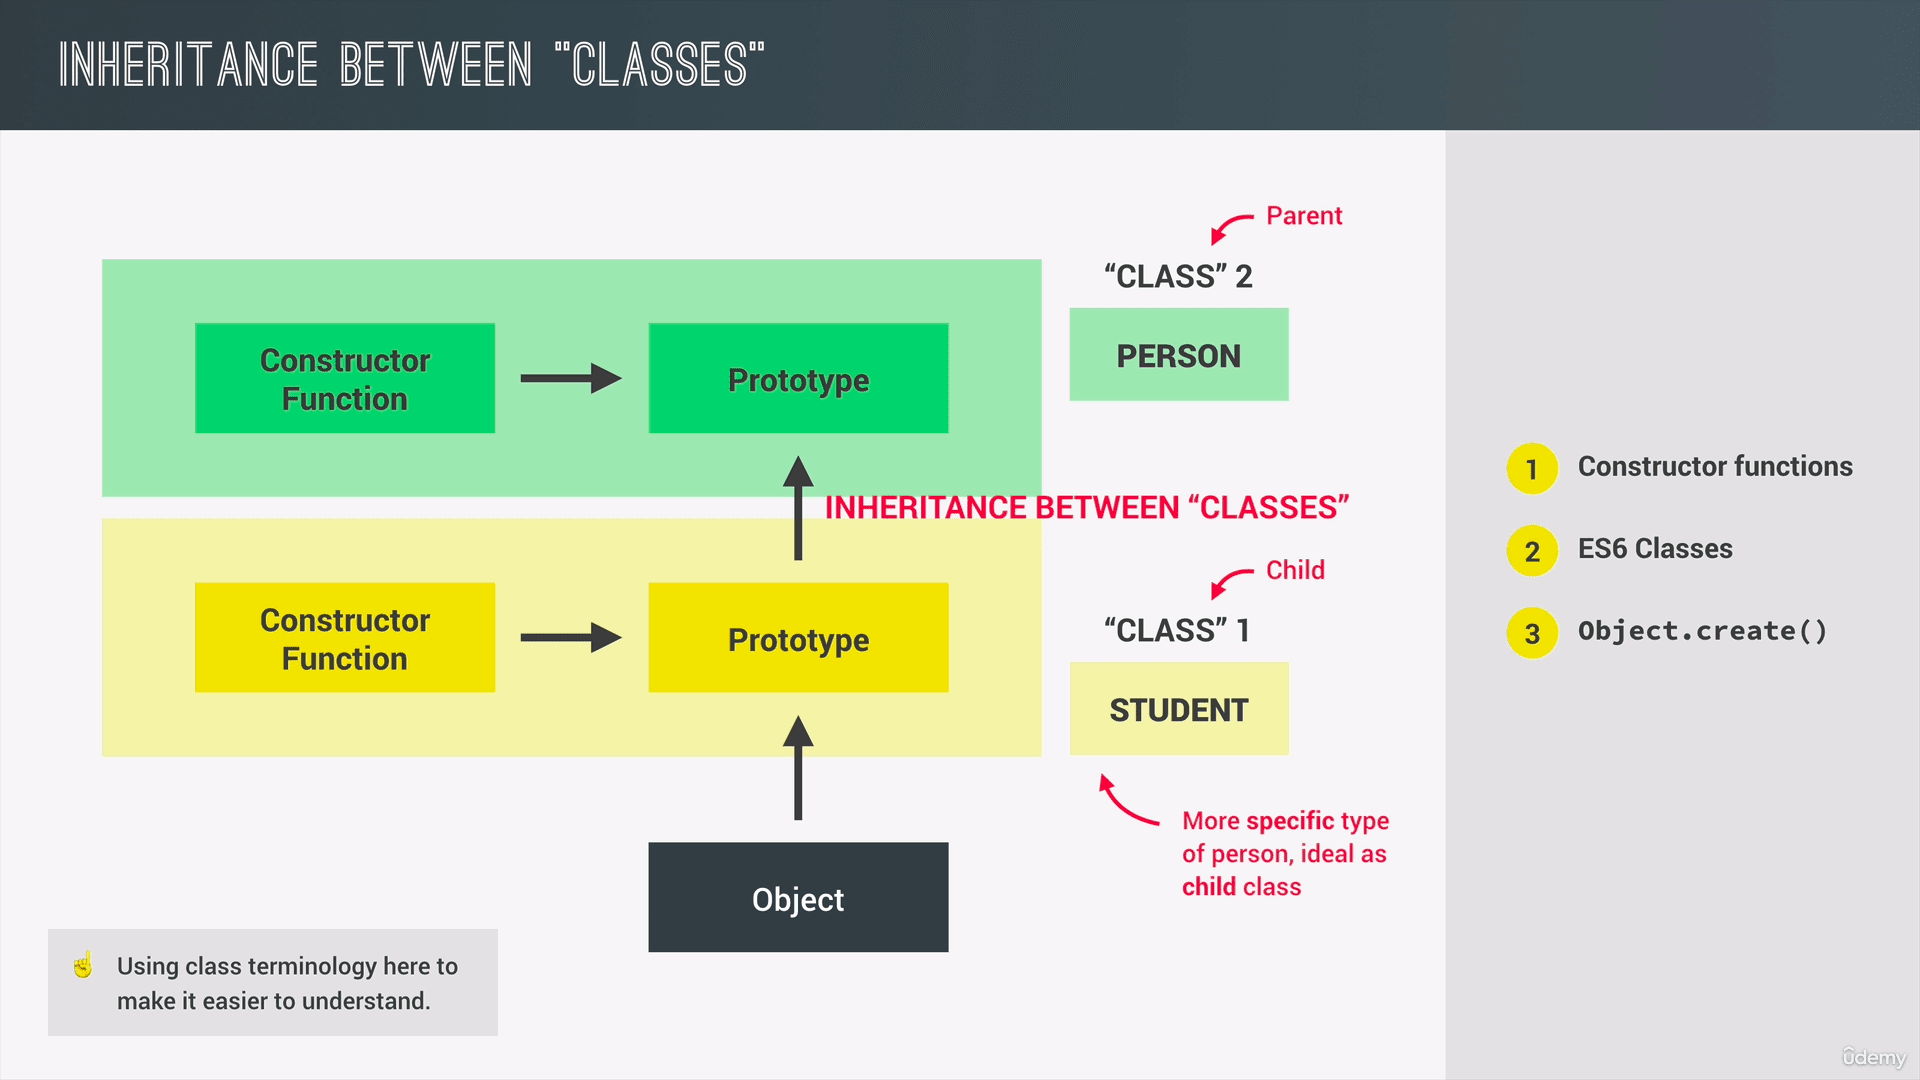 INHERITANCE BETWEEN "CLASSES"
Parent
“CLASS” 2
PERSON
Constructor
Function
Prototype
INHERITANCE BETWEEN “CLASSES”
Child
“CLASS” 1
STUDENT
Constructor
Function
Prototype
More specific type
of person, ideal as
child class
Object
☝ Using class terminology here to
make it easier to understand.
1 Constructor functions
2 ES6 Classes
3 Object.create()
ûdemy